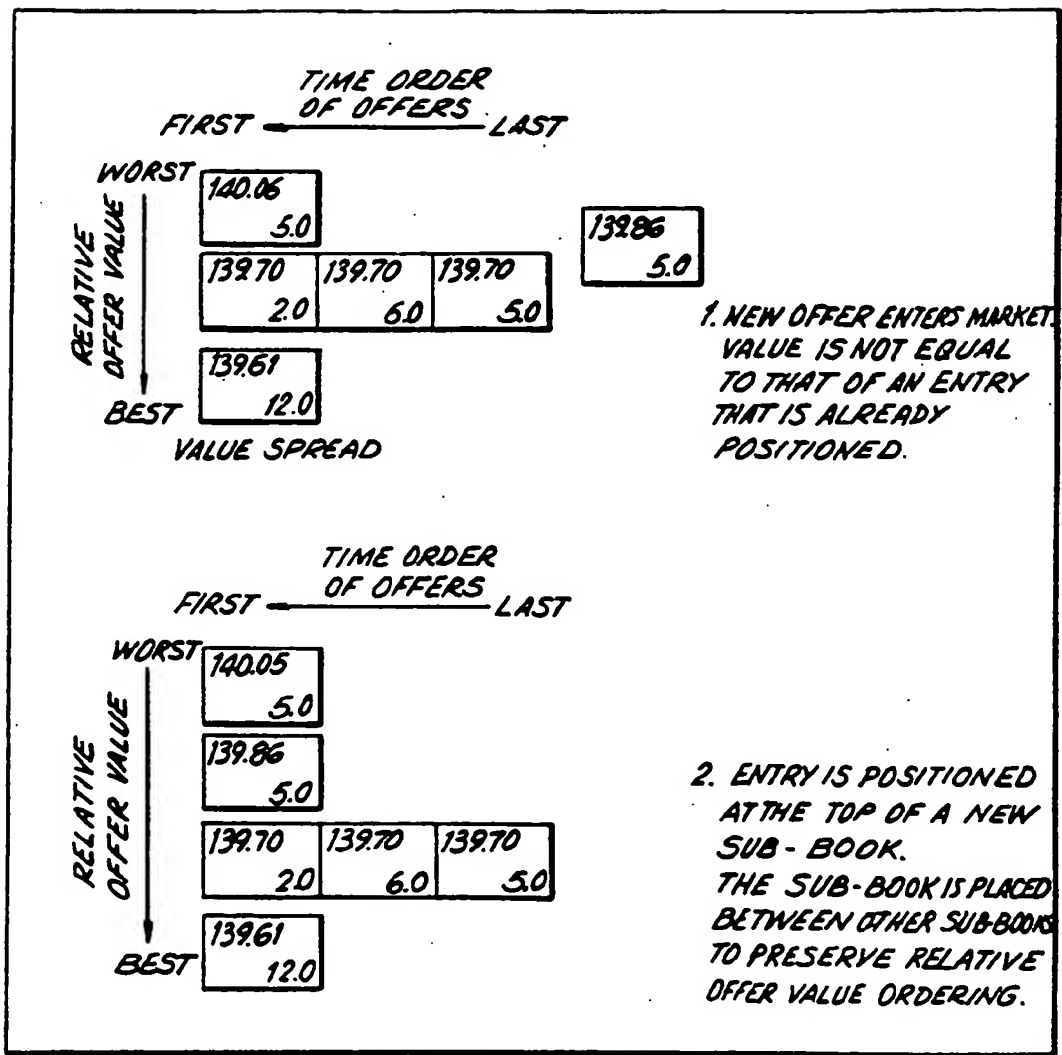 TIME ORDER
OF OFFERS
FIRST LAST
WORST
RELATIVE
OFFER VALUE
BEST
140.06
5.0
139.70 139.70 139.70
2.0 6.0 5.0
139.61
12.0
VALUE SPREAD
139.86
5.0
1. NEW OFFER ENTERS MARKET.
VALUE IS NOT EQUAL
TO THAT OF AN ENTRY
THAT IS ALREADY
POSITIONED.
TIME ORDER
OF OFFERS
FIRST LAST
WORST
RELATIVE
OFFER VALUE
BEST
140.05
5.0
139.86
5.0
139.70 139.70 139.70
2.0 6.0 5.0
139.61
12.0
2. ENTRY IS POSITIONED
AT THE TOP OF A NEW
SUB-BOOK.
THE SUB-BOOK IS PLACED
BETWEEN OTHER SUB-BOOKS
TO PRESERVE RELATIVE
OFFER VALUE ORDERING.